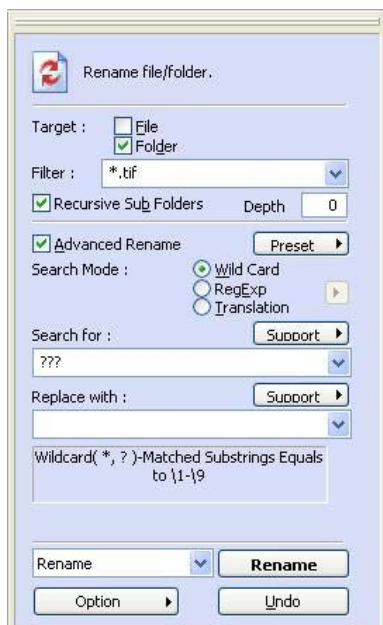 Rename file/folder.
Target : File
Folder
Filter : *.tif
Recursive Sub Folders Depth 0
Advanced Rename Preset
Search Mode : Wild Card
RegExp
Translation
Search for : Support
???
Replace with : Support
Wildcard( *, ? )-Matched Substrings Equals
to \1-\9
Rename Rename
Option Undo